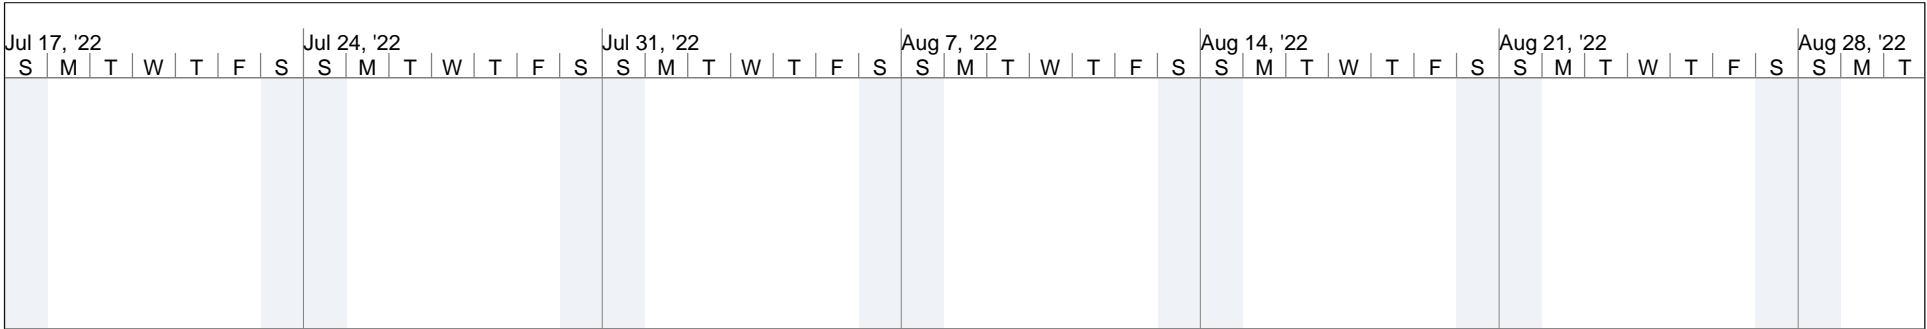 Jul 17, '22 Jul 24, '22 Jul 31, '22 Aug 7, '22 Aug 14, '22 Aug 21, '22 Aug 28, '22
S M T W T F S S M T W T F S S M T W T F S S M T W T F S S M T W T F S S M T W T F S S M T